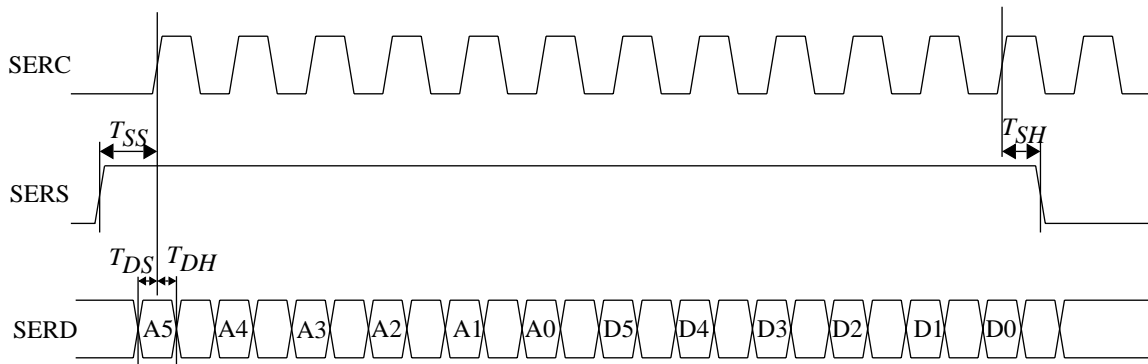 SERC
T_SS
T_SH
SERS
T_DS T_DH
SERD A5 A4 A3 A2 A1 A0 D5 D4 D3 D2 D1 D0